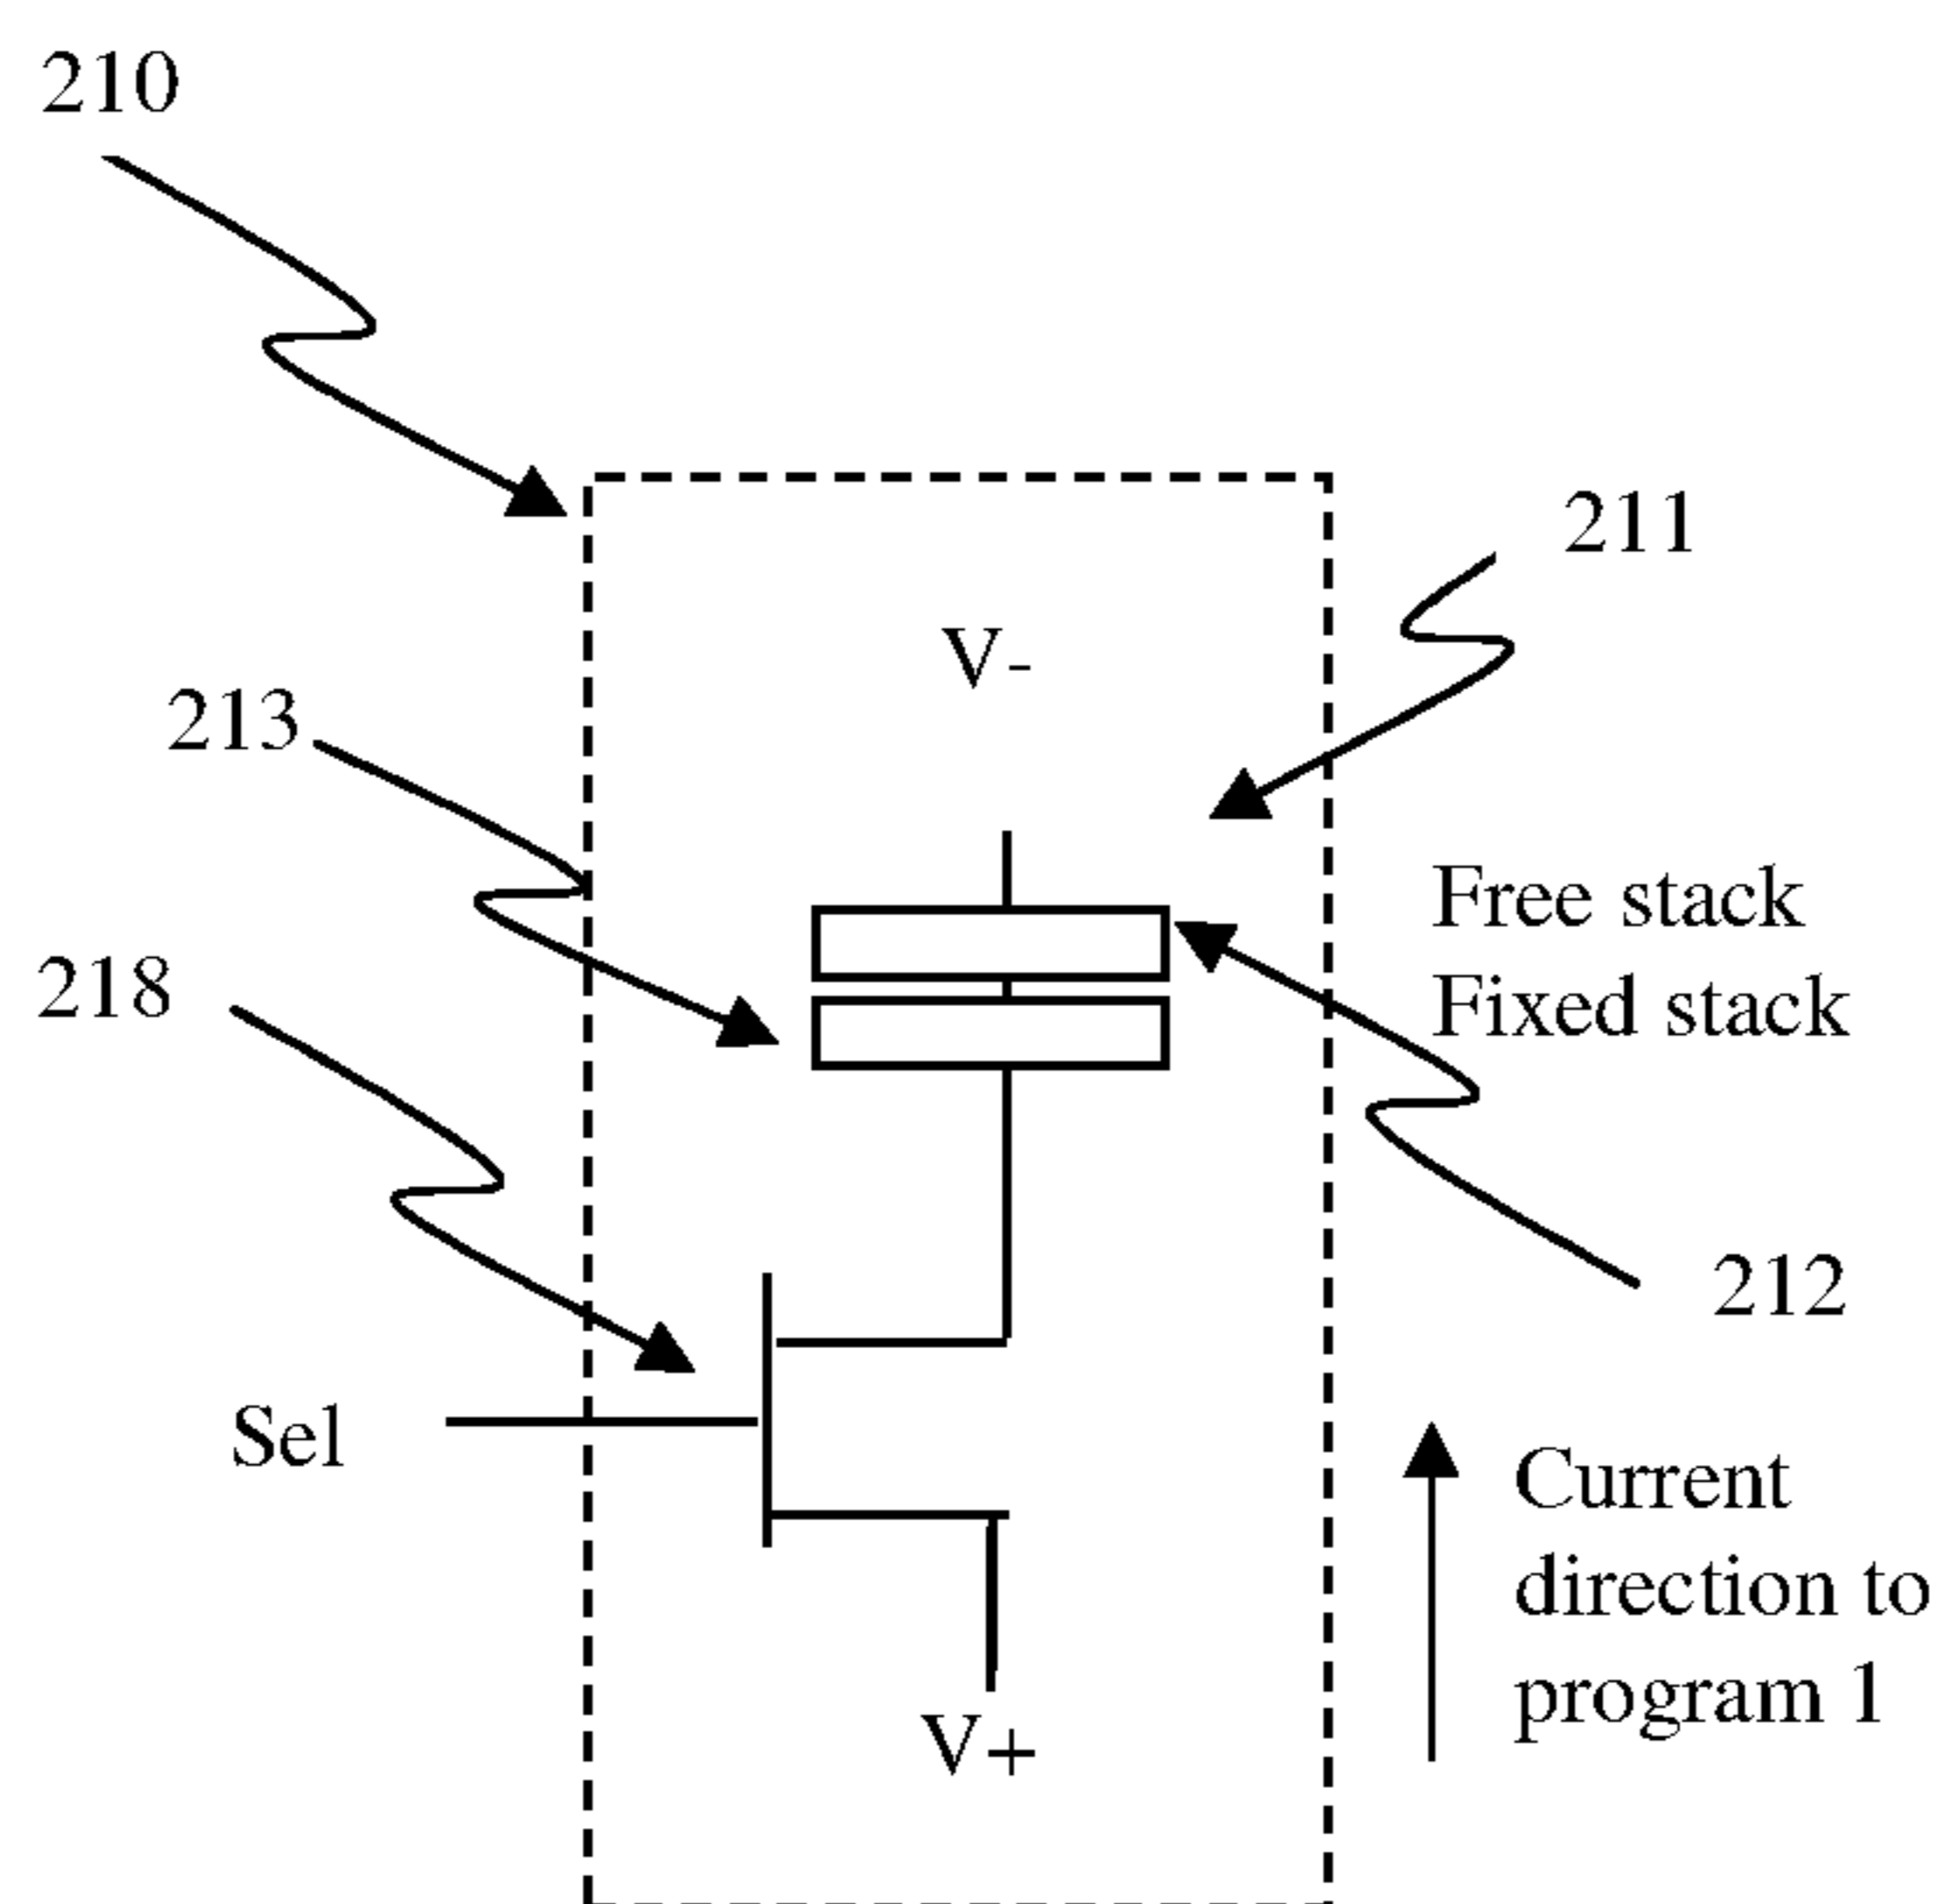 210
211
V-
213
Free stack
218
Fixed stack
212
Sel
Current
direction to
program 1
V+